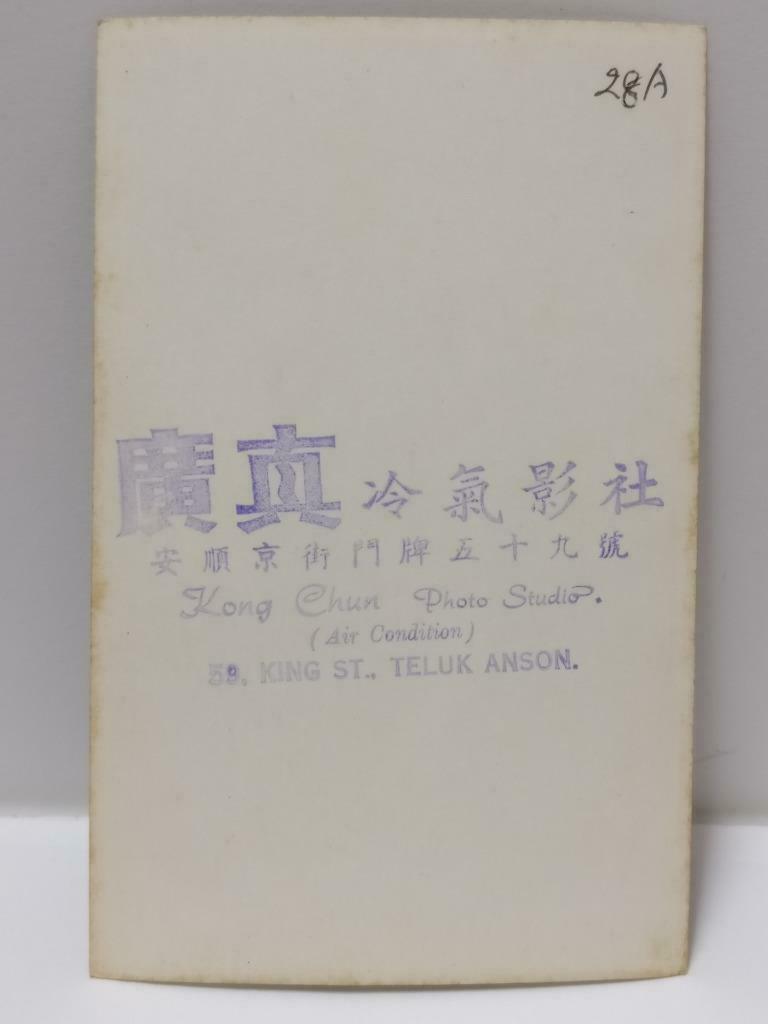 28A
廣真冷氣影社
安順京街門牌五十九號
Kong Chun Photo Studio.
(Air Condition)
59, KING ST., TELUK ANSON.